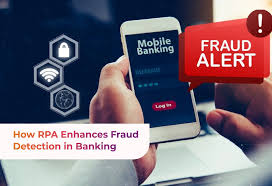 Mobile
Banking
Log In
FRAUD
ALERT
!
How RPA Enhances Fraud
Detection in Banking